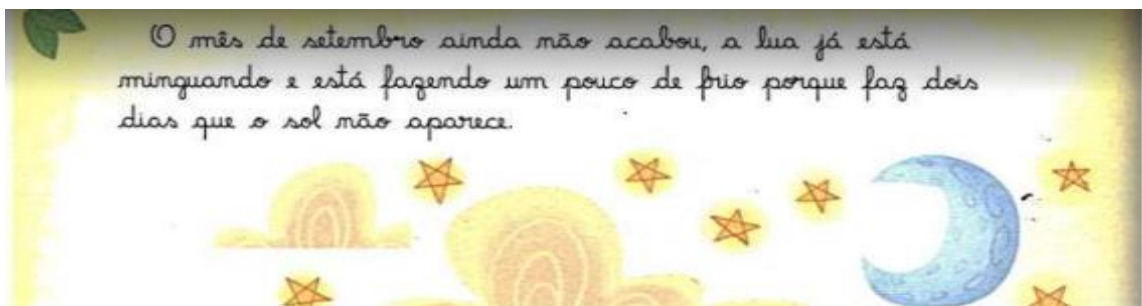 O mês de setembro ainda não acabou, a lua já está
minguando e está fazendo um pouco de frio porque faz dois
dias que o sol não aparece.